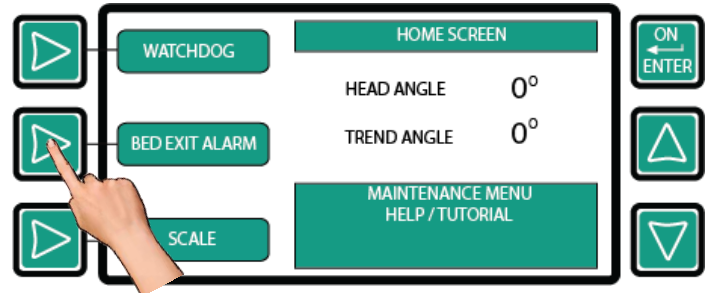 WATCHDOG
BED EXIT ALARM
SCALE
HOME SCREEN
HEAD ANGLE 0°
TREND ANGLE 0°
MAINTENANCE MENU
HELP / TUTORIAL
ON
ENTER